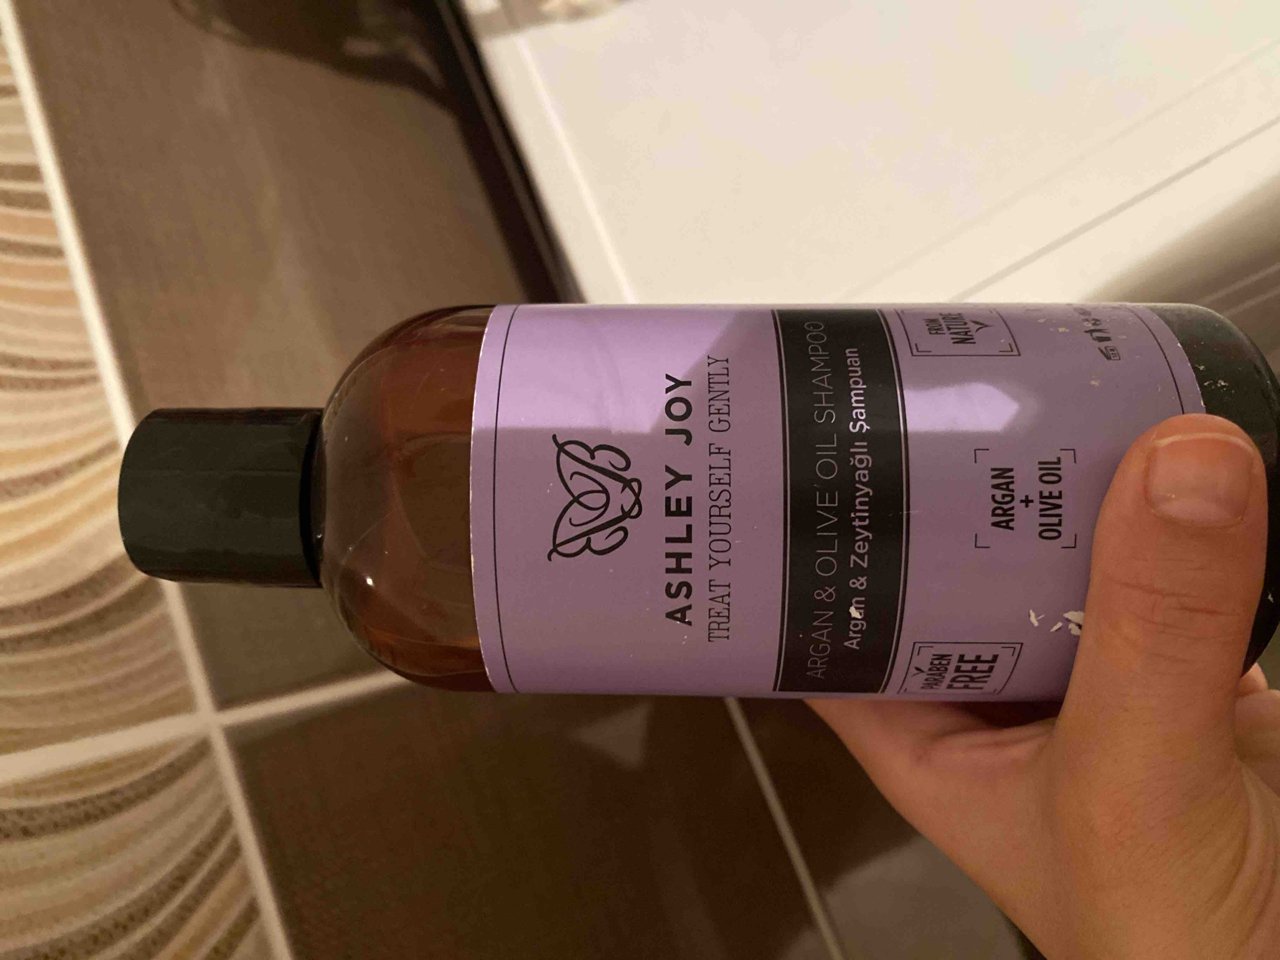 ASHLEY JOY
TREAT YOURSELF GENTLY
ARGAN & OLIVE OIL SHAMPOO
Argan & Zeytinyağlı Şampuan
PARABEN
FREE
ARGAN
+
OLIVE OIL
FROM
NATURE